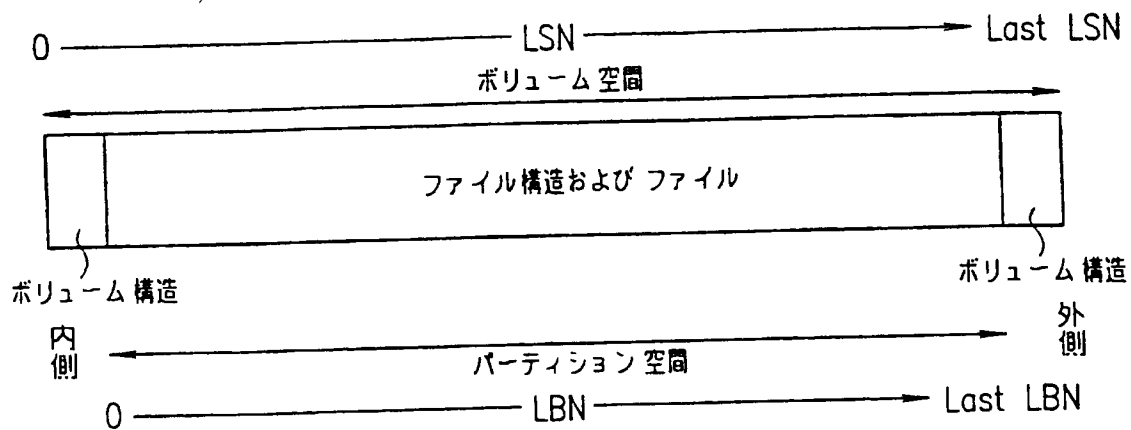 0 LSN Last LSN
ボリューム空間
ファイル構造および ファイル
ボリューム構造
ボリューム構造
内側
外側
パーティション空間
0 LBN Last LBN